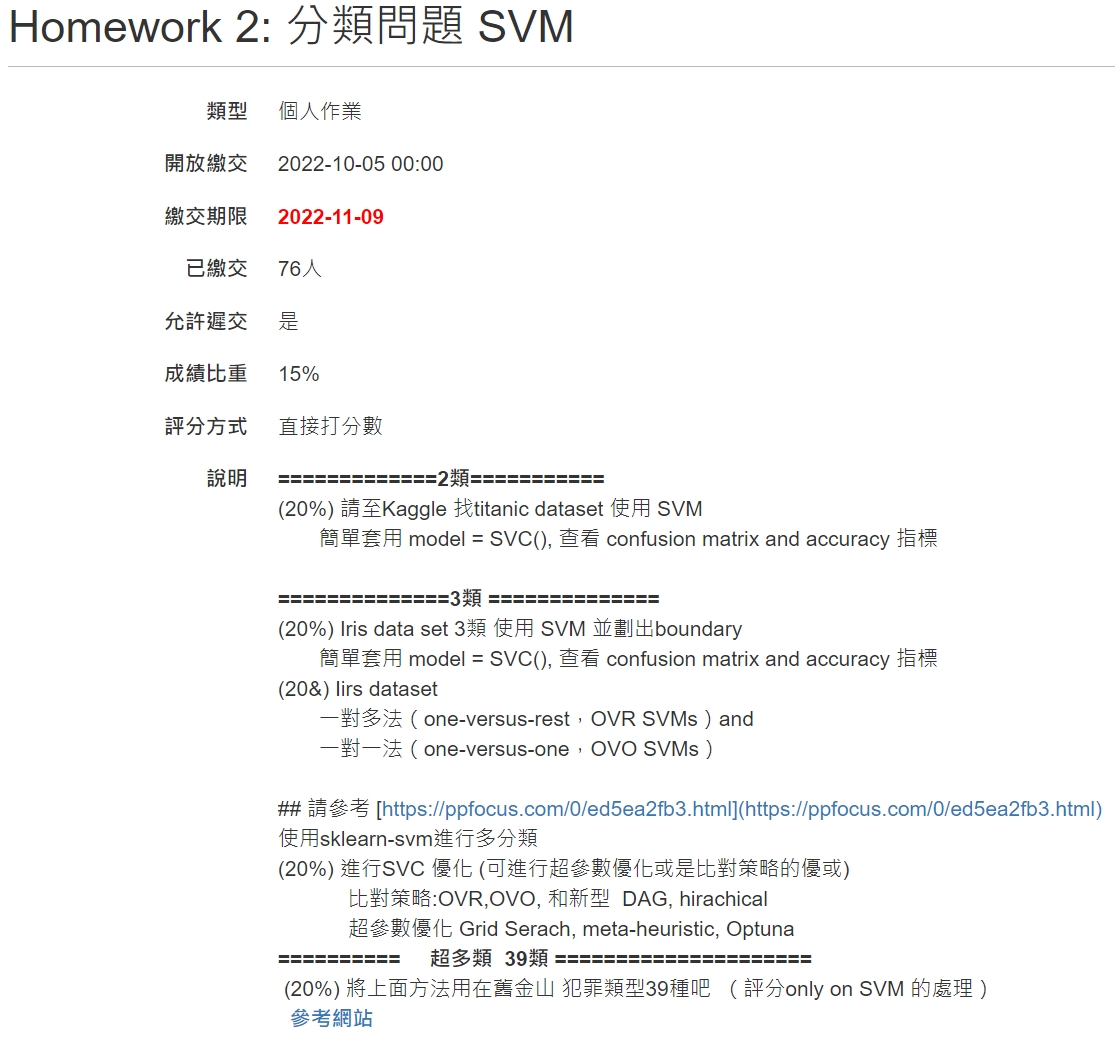 Homework 2: 分類問題 SVM
類型 個人作業
開放繳交 2022-10-05 00:00
繳交期限 2022-11-09
已繳交 76人
允許遲交 是
成績比重 15%
評分方式 直接打分數
說明 =============2類===========
(20%) 請至Kaggle 找titanic dataset 使用 SVM
簡單套用 model = SVC(), 查看 confusion matrix and accuracy 指標
==============3類 ==============
(20%) Iris data set 3類 使用 SVM 並劃出boundary
簡單套用 model = SVC(), 查看 confusion matrix and accuracy 指標
(20&) Iirs dataset
一對多法（one-versus-rest，OVR SVMs）and
一對一法（one-versus-one，OVO SVMs）
## 請參考 [https://ppfocus.com/0/ed5ea2fb3.html](https://ppfocus.com/0/ed5ea2fb3.html)
使用sklearn-svm進行多分類
(20%) 進行SVC 優化 (可進行超參數優化或是比對策略的優或)
比對策略:OVR,OVO, 和新型 DAG, hirachical
超參數優化 Grid Serach, meta-heuristic, Optuna
========== 超多類 39類 =====================
(20%) 將上面方法用在舊金山 犯罪類型39種吧 （評分only on SVM 的處理）
參考網站